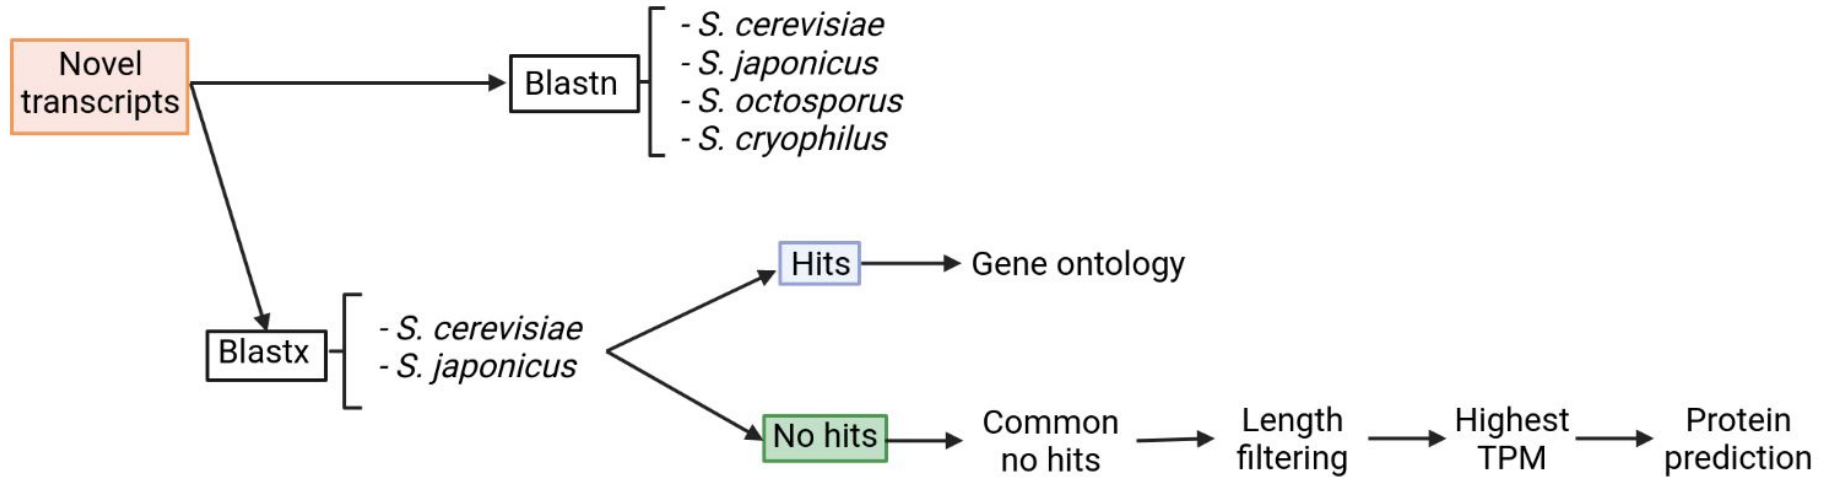 Novel
transcripts
Blastn
- S. cerevisiae
- S. japonicus
- S. octosporus
- S. cryophilus
Blastx
- S. cerevisiae
- S. japonicus
Hits
Gene ontology
No hits
Common
no hits
Length
filtering
Highest
TPM
Protein
prediction